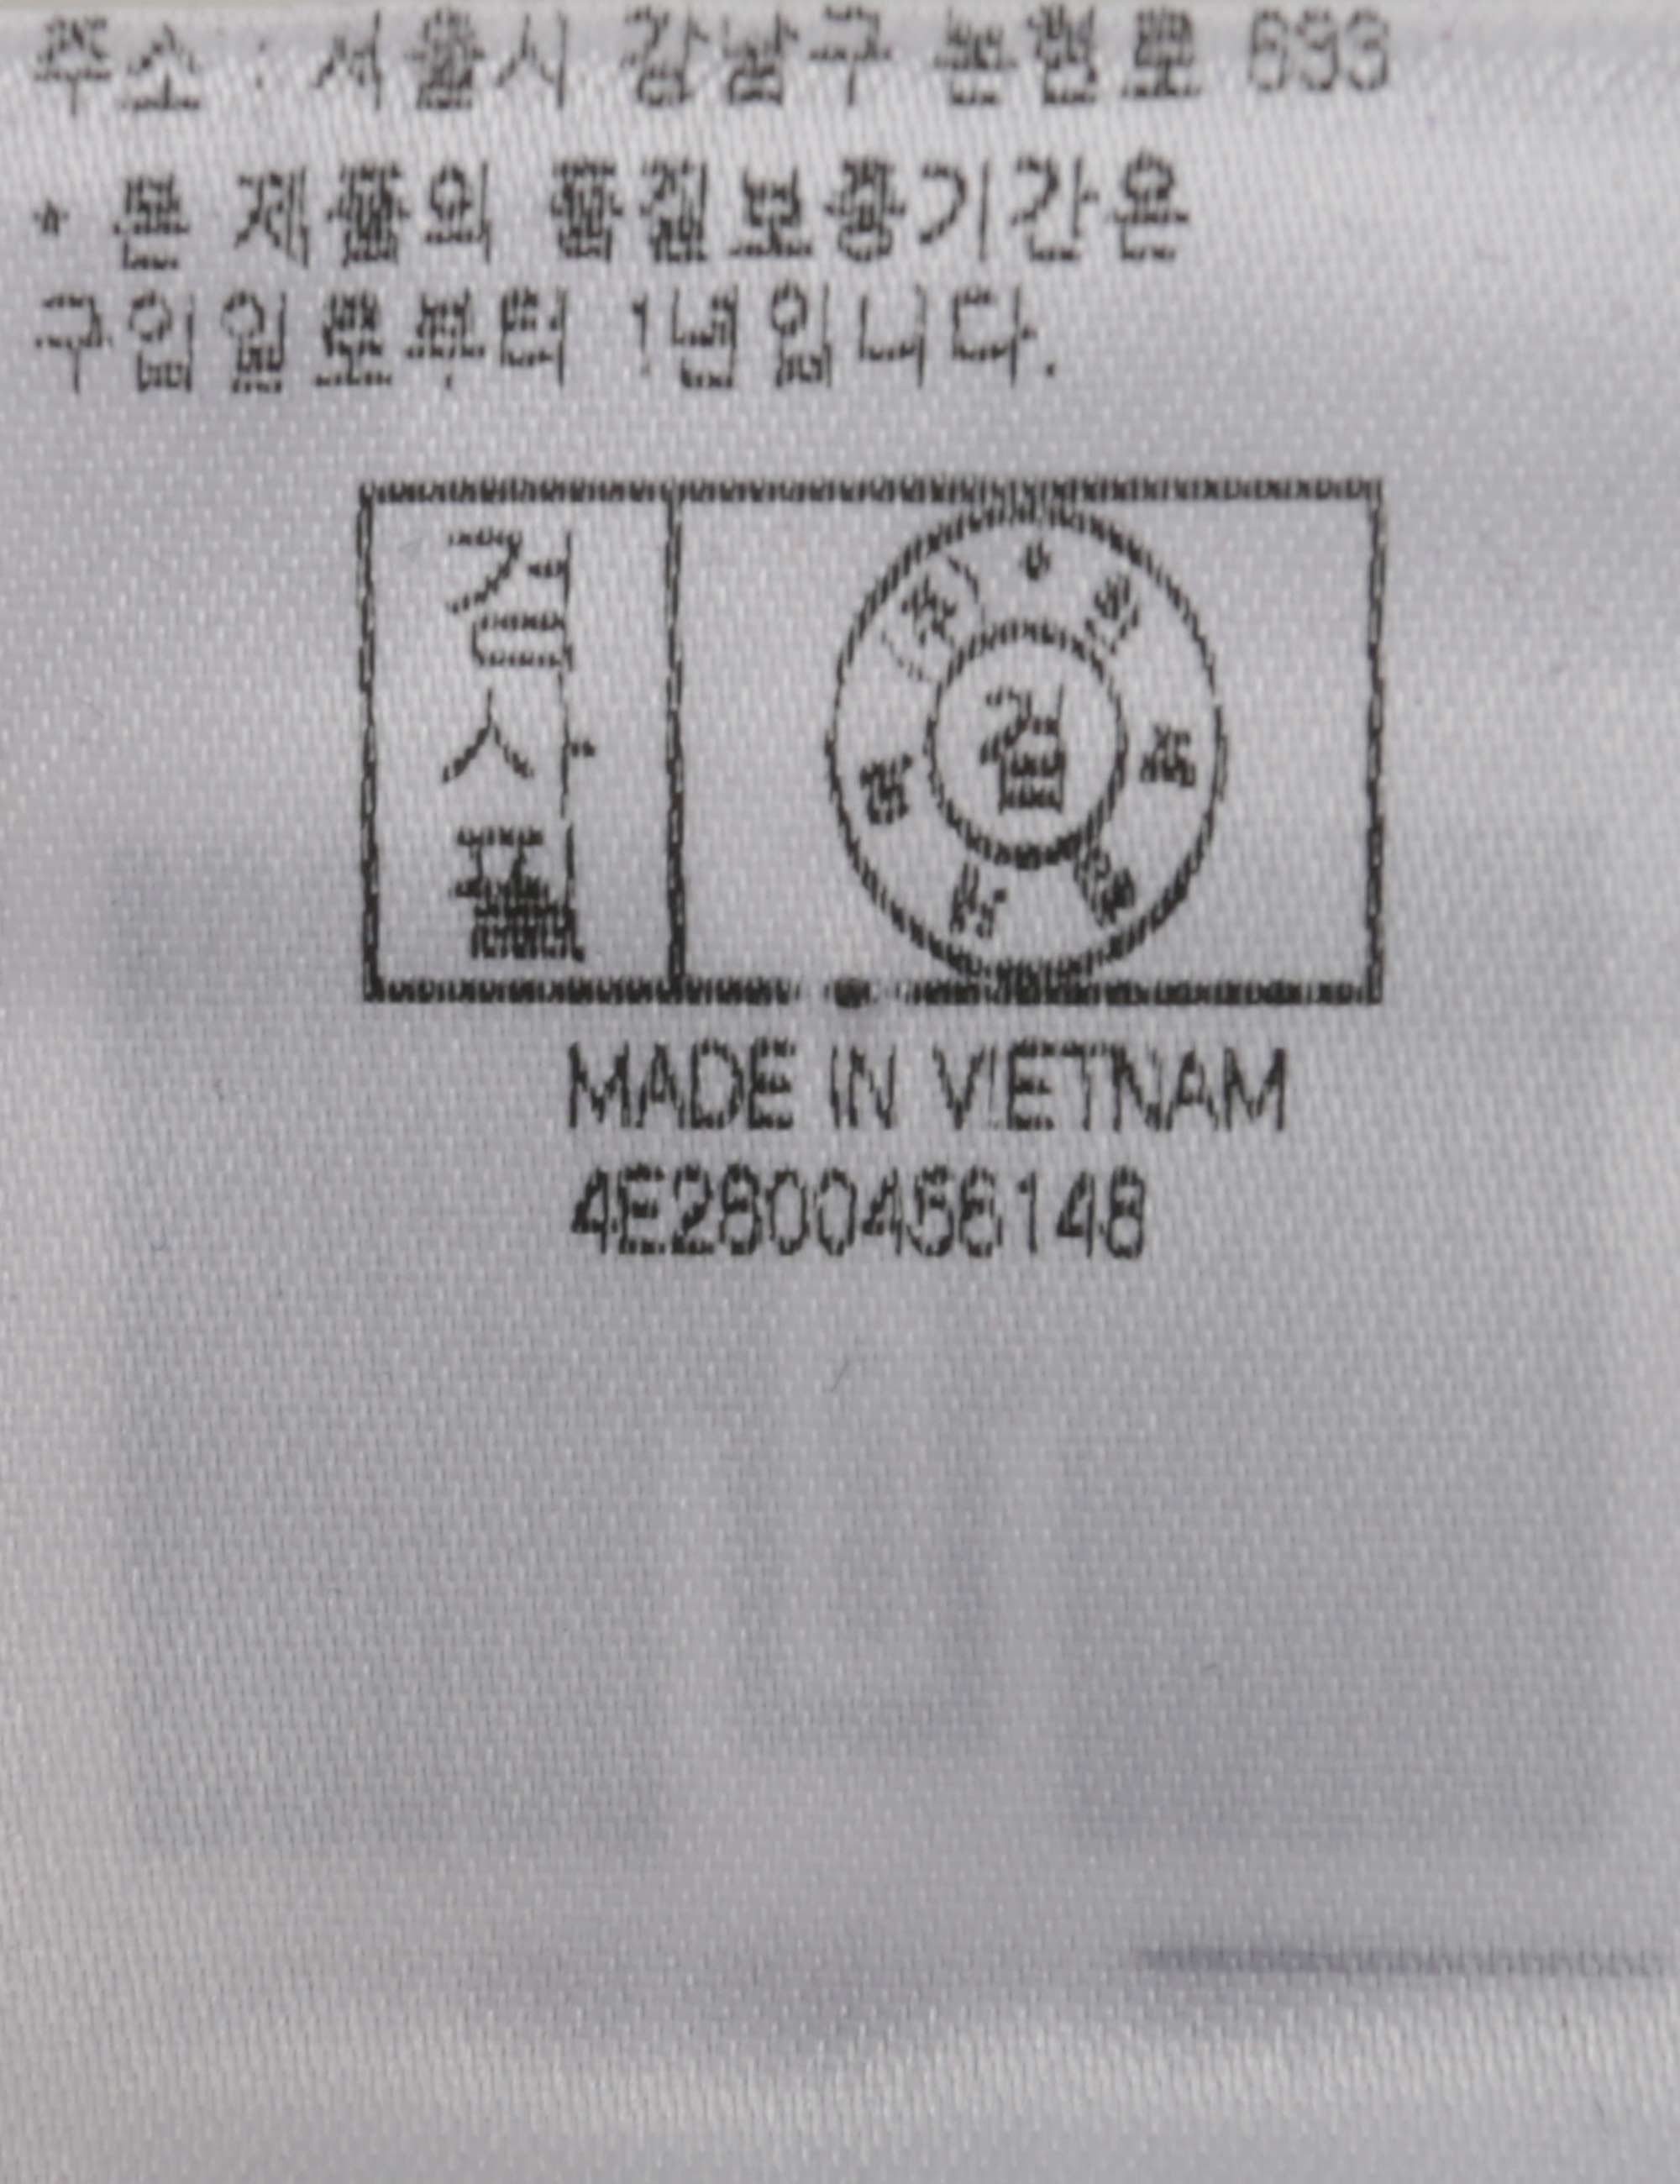 주소 : 서울시 강남구 논현로 633
* 본 제품의 품질보증기간은
구입일로부터 1년입니다.
검사필
검
MADE IN VIETNAM
4E2800456148